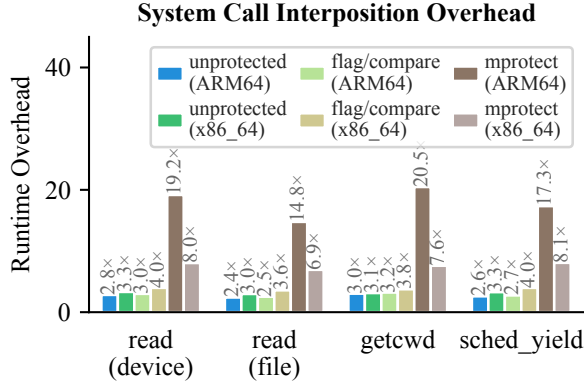 System Call Interposition Overhead
Runtime Overhead
40
20
0
unprotected (ARM64)
flag/compare (ARM64)
mprotect (ARM64)
unprotected (x86_64)
flag/compare (x86_64)
mprotect (x86_64)
2.8×
3.3×
3.0×
4.0×
19.2×
8.0×
2.4×
3.0×
2.5×
3.6×
14.8×
6.9×
3.0×
3.1×
3.2×
3.8×
20.5×
7.6×
2.6×
3.3×
2.7×
4.0×
17.3×
8.1×
read
(device)
read
(file)
getcwd
sched_yield